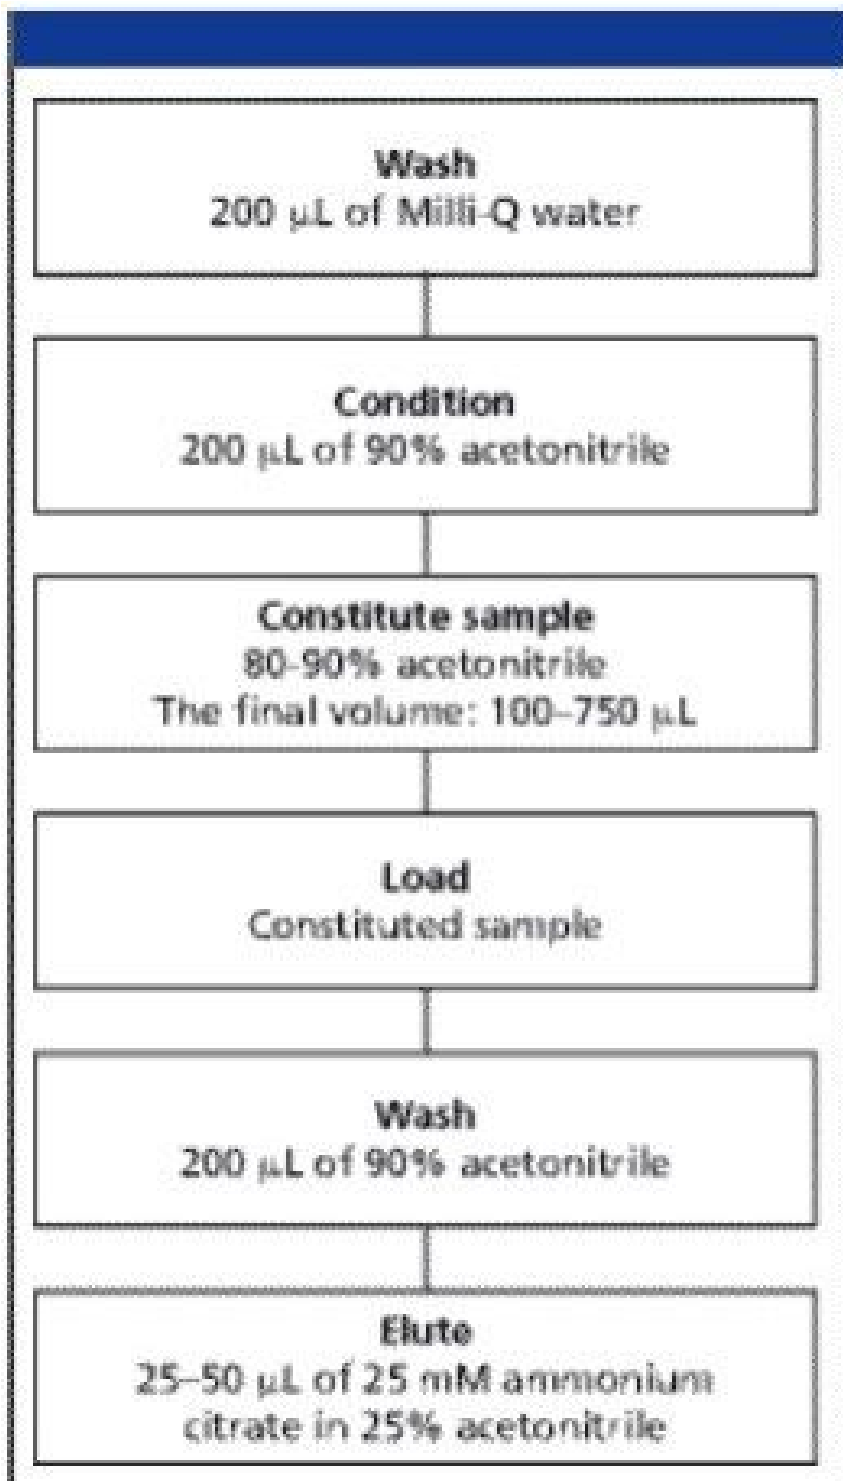 Wash
200 μL of Milli-Q water
Condition
200 μL of 90% acetonitrile
Constitute sample
80-90% acetonitrile
The final volume: 100–750 μL
Load
Constituted sample
Wash
200 μL of 90% acetonitrile
Elute
25–50 μL of 25 mM ammonium
citrate in 25% acetonitrile